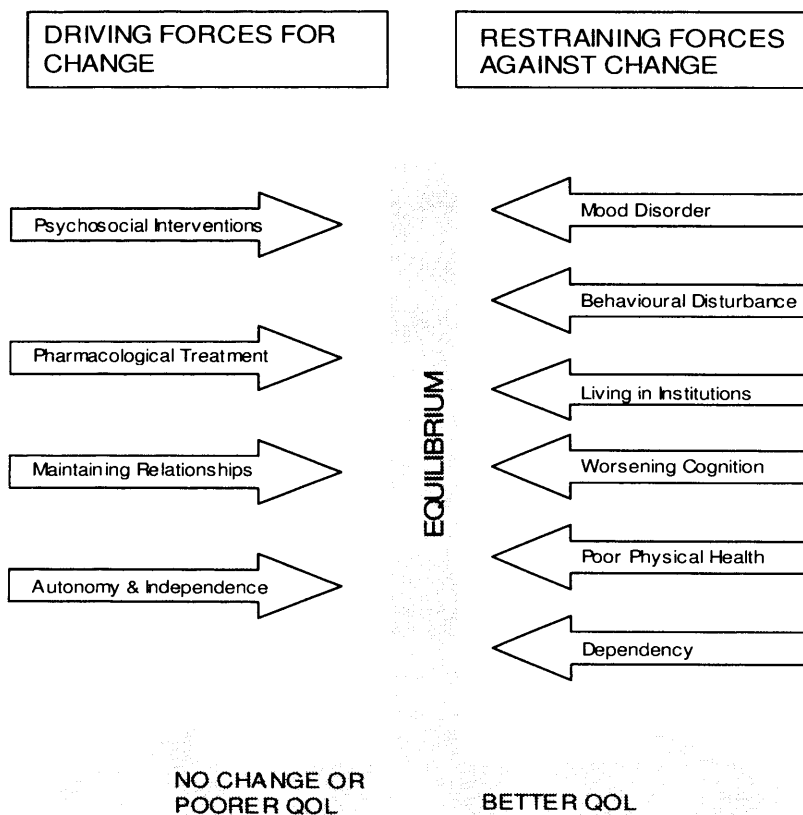 DRIVING FORCES FOR
CHANGE
RESTRAINING FORCES
AGAINST CHANGE
Psychosocial Interventions
Pharmacological Treatment
Maintaining Relationships
Autonomy & Independence
EQUILIBRIUM
Mood Disorder
Behavioural Disturbance
Living in Institutions
Worsening Cognition
Poor Physical Health
Dependency
NO CHANGE OR
POORER QOL
BETTER QOL